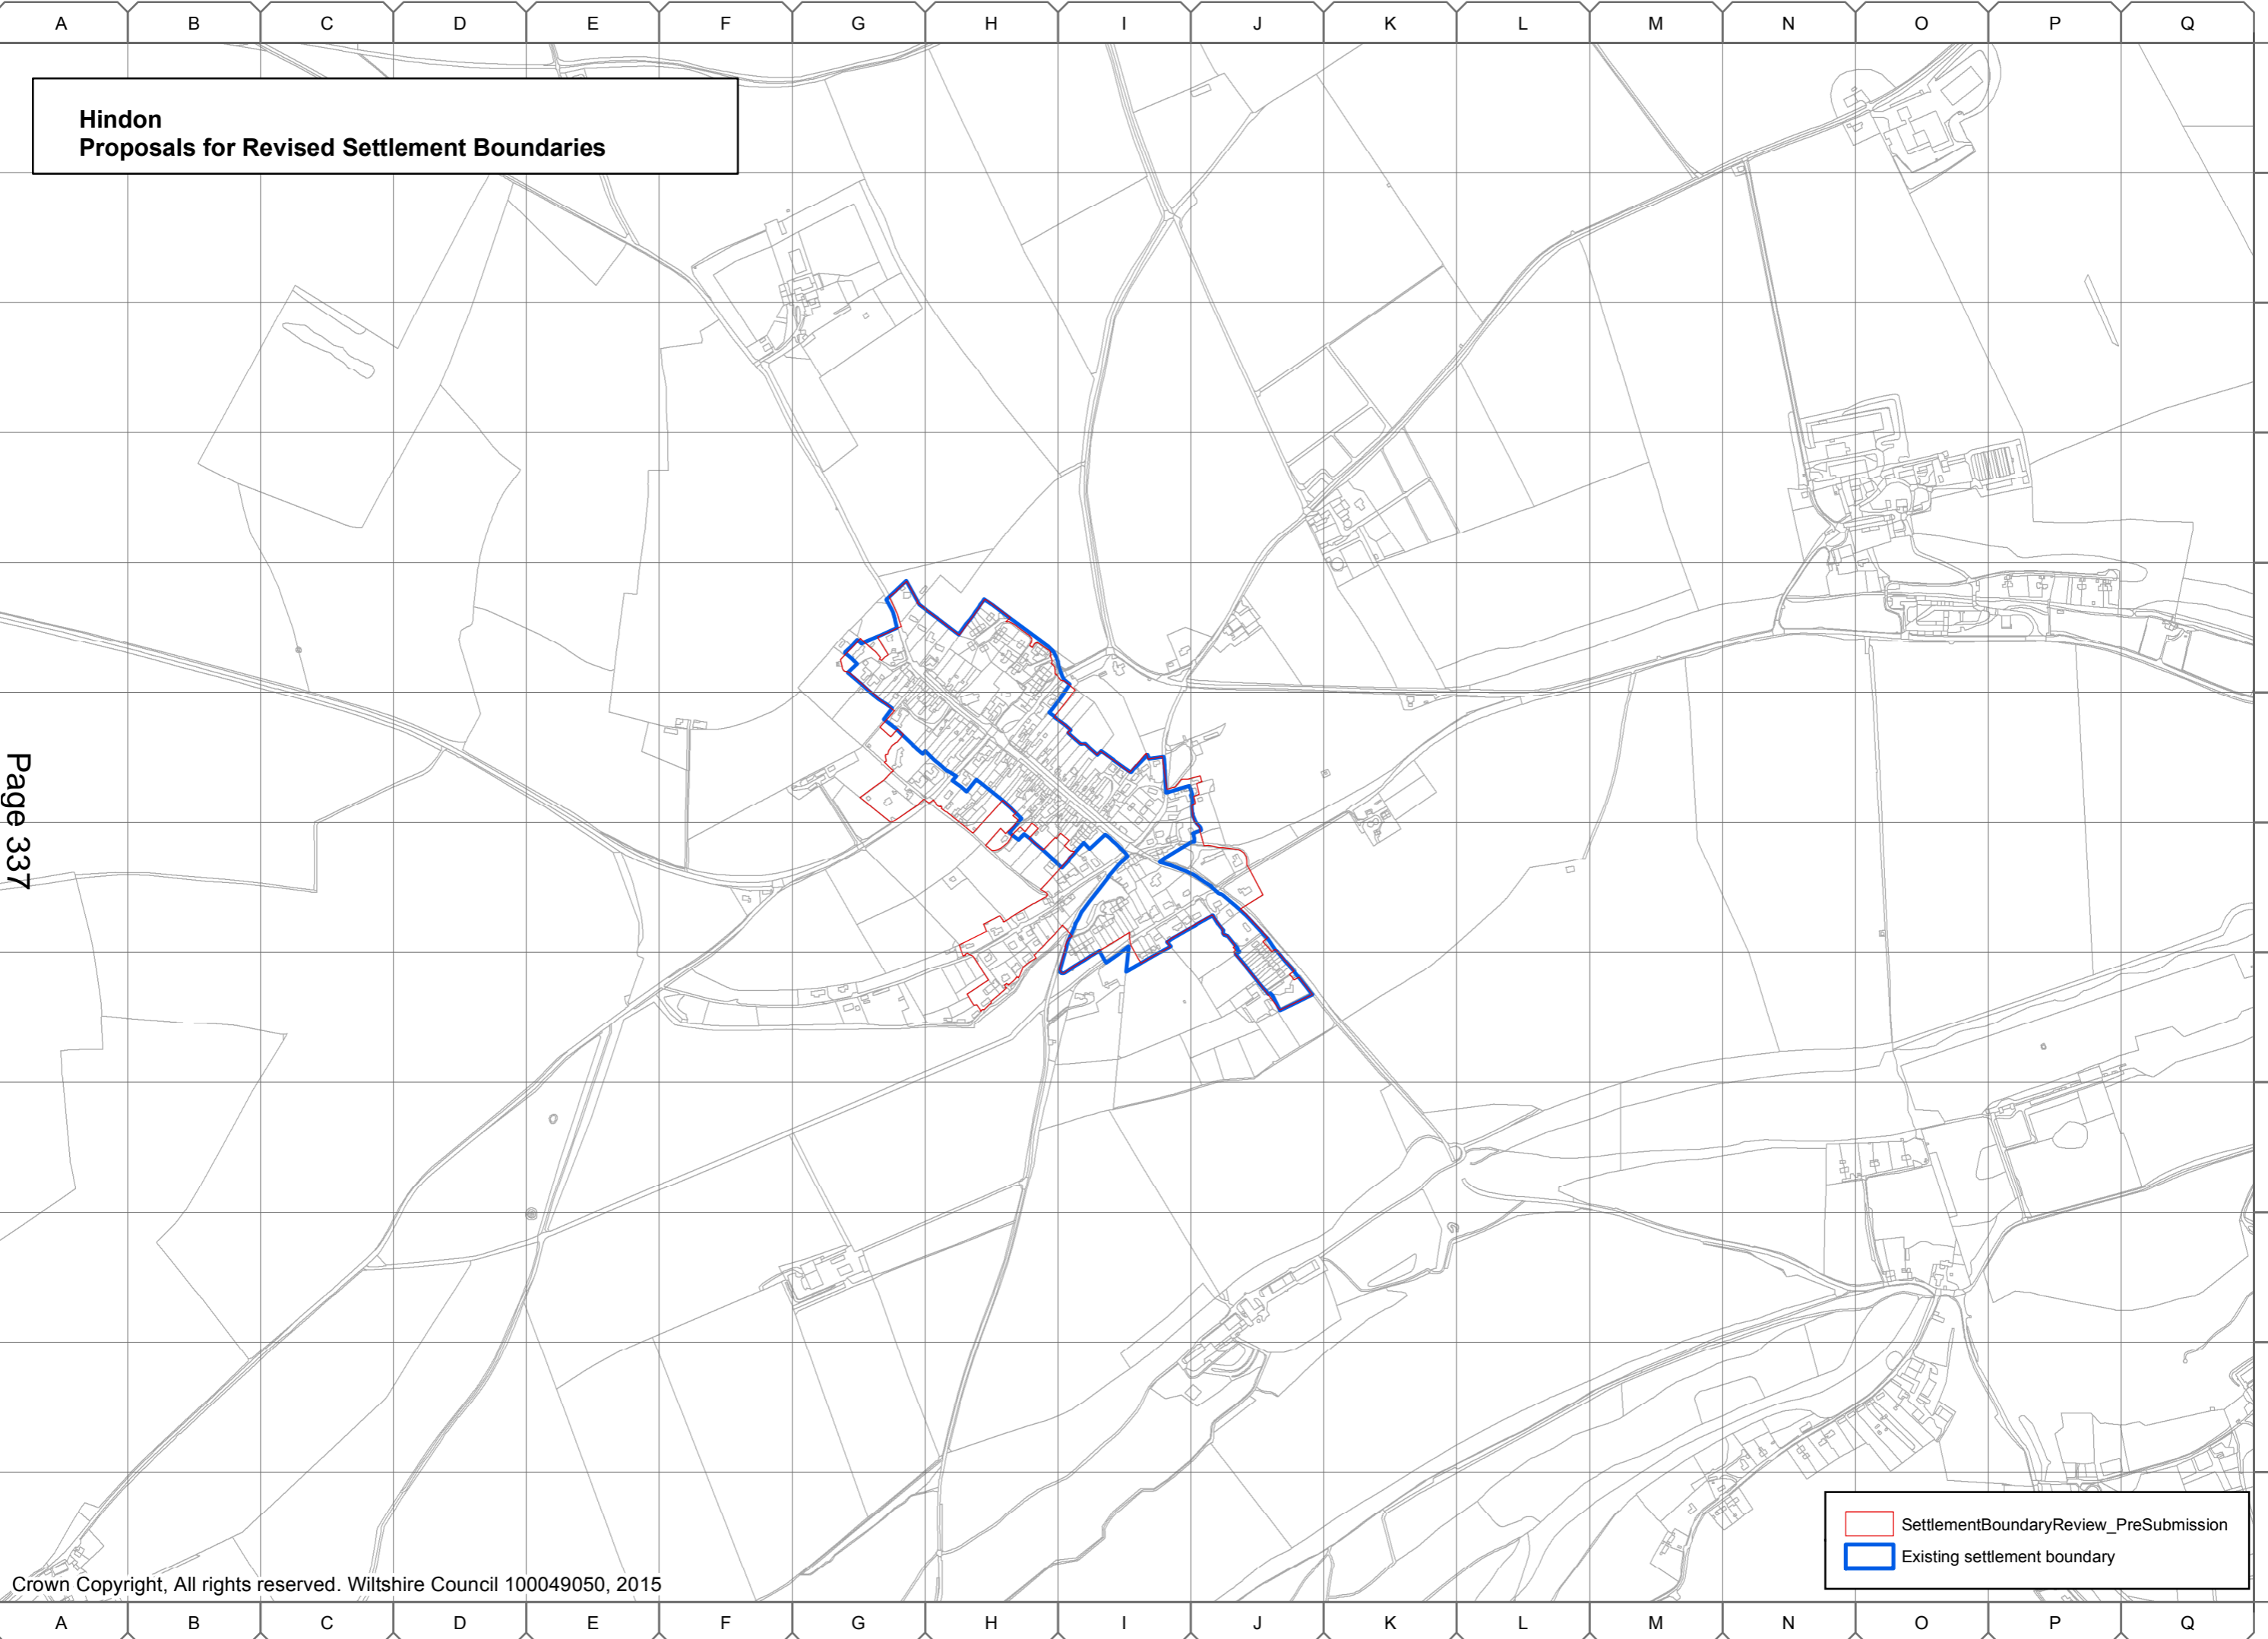 A B C D E F G H I J K L M N O P Q
Hindon
Proposals for Revised Settlement Boundaries
Page 337
SettlementBoundaryReview_PreSubmission
Existing settlement boundary
Crown Copyright, All rights reserved. Wiltshire Council 100049050, 2015
A B C D E F G H I J K L M N O P Q